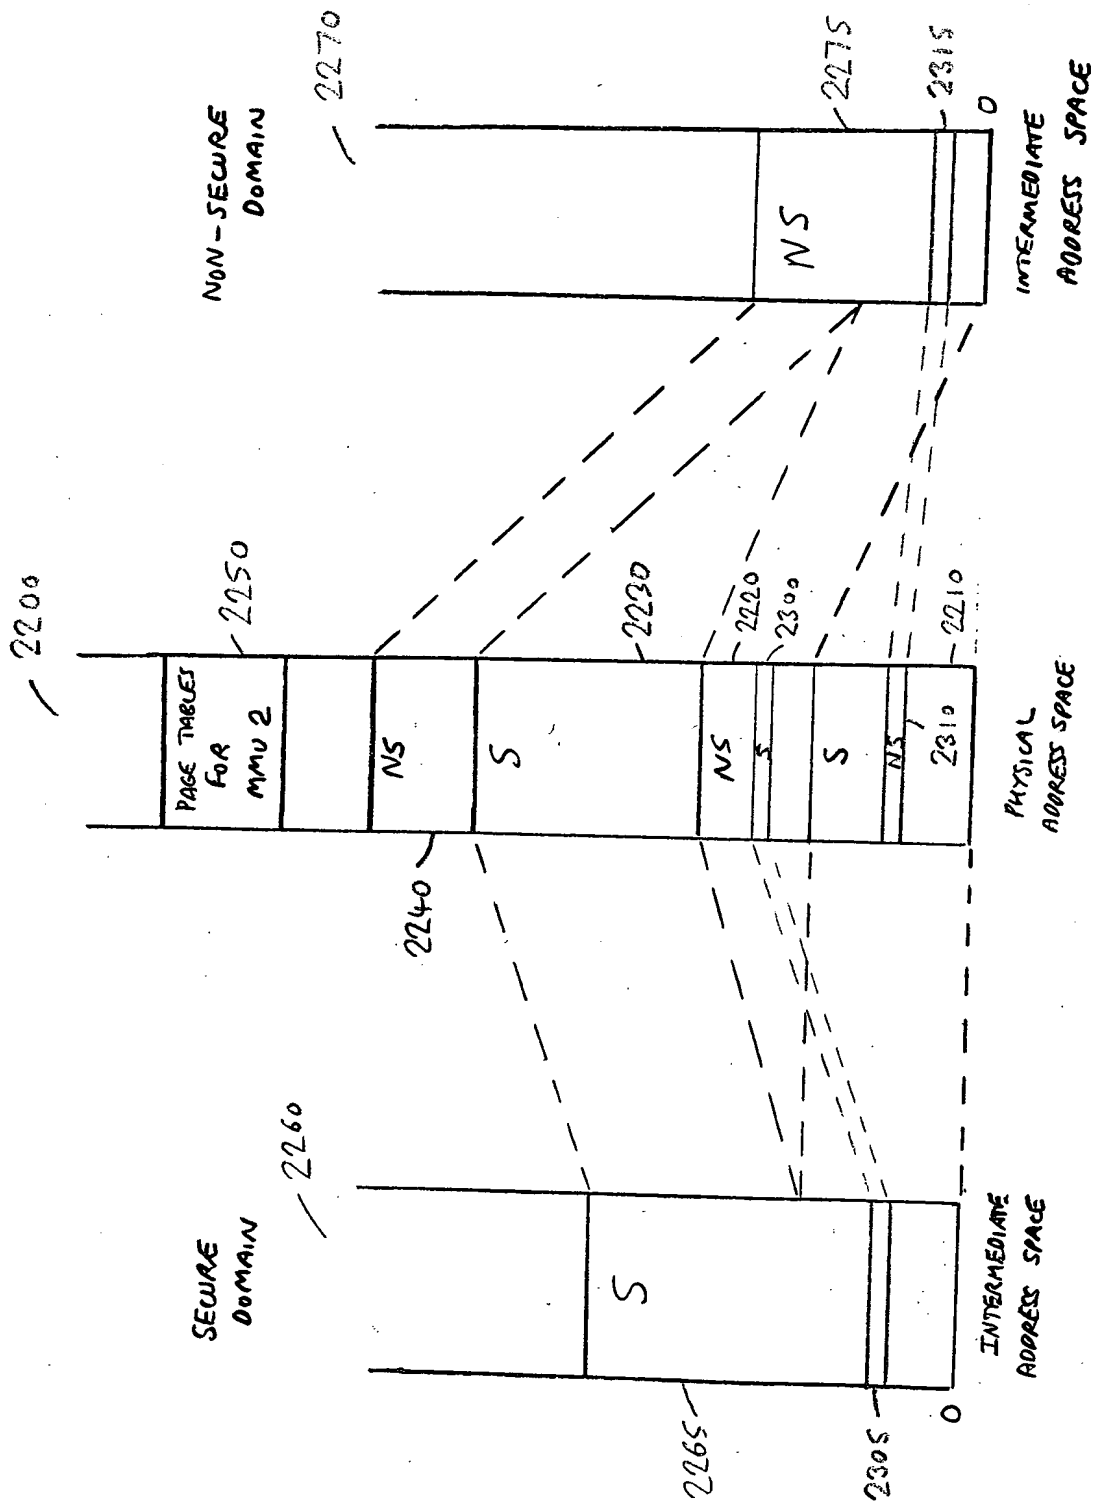 2200
SECURE
DOMAIN
2260
S
2265
2305
0
INTERMEDIATE
ADDRESS SPACE
PAGE TABLES
FOR
MMU 2
2250
NS
2240
S
2230
NS
2220
S
2300
S
NS
2310
2210
PHYSICAL
ADDRESS SPACE
NON-SECURE
DOMAIN
2270
NS
2275
2315
0
INTERMEDIATE
ADDRESS SPACE